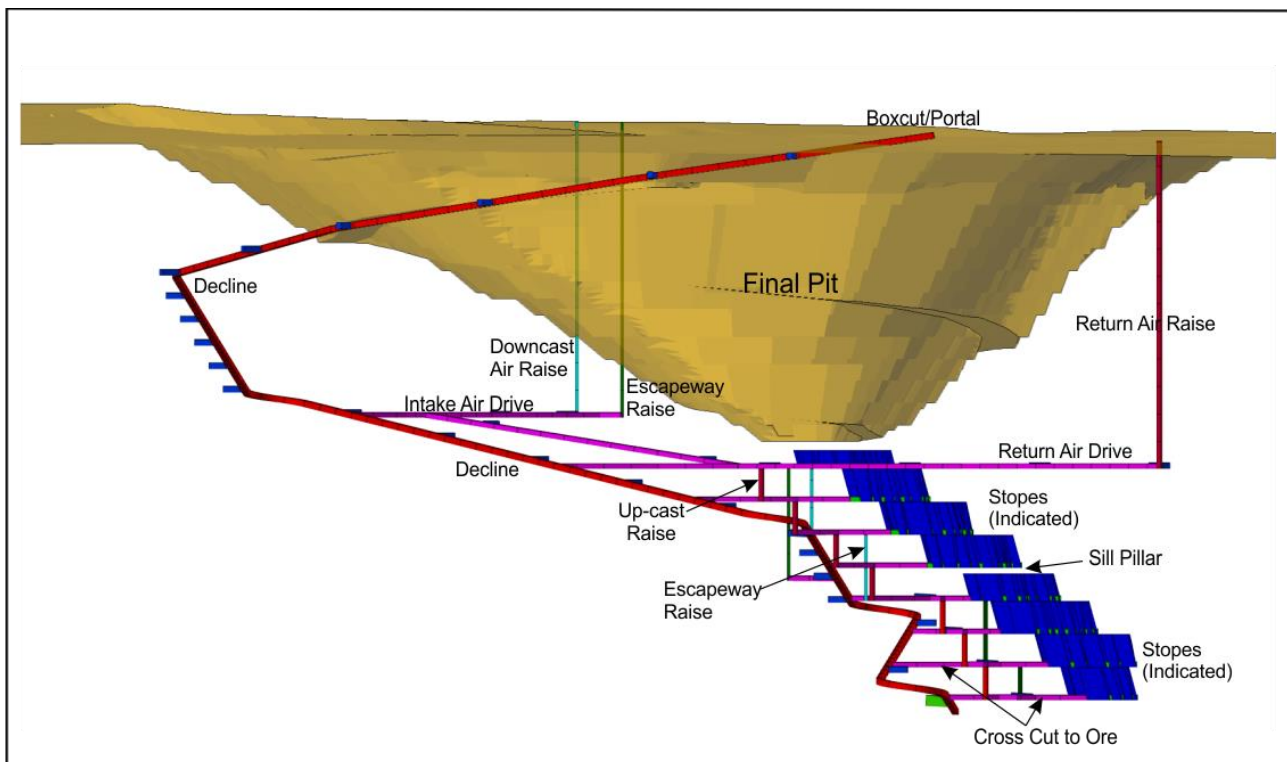 Boxcut/Portal
Decline
Final Pit
Return Air Raise
Downcast
Air Raise
Escapeway
Raise
Intake Air Drive
Decline
Return Air Drive
Up-cast
Raise
Stopes
(Indicated)
Sill Pillar
Escapeway
Raise
Stopes
(Indicated)
Cross Cut to Ore